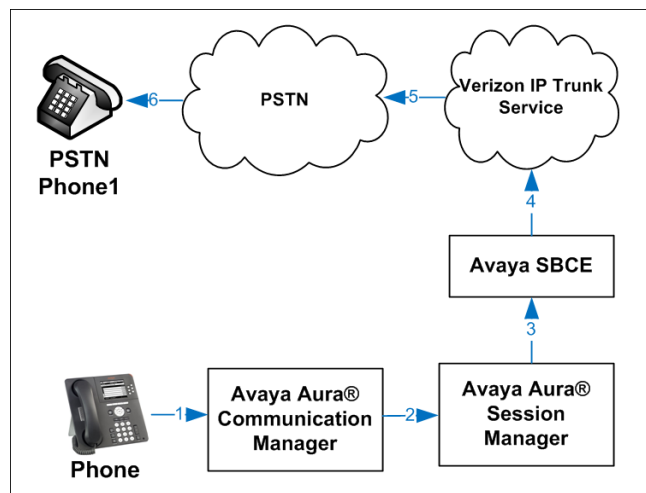 PSTN
Phone1
6
PSTN
5
Verizon IP Trunk
Service
4
Avaya SBCE
3
Phone
1
Avaya Aura®
Communication
Manager
2
Avaya Aura®
Session
Manager